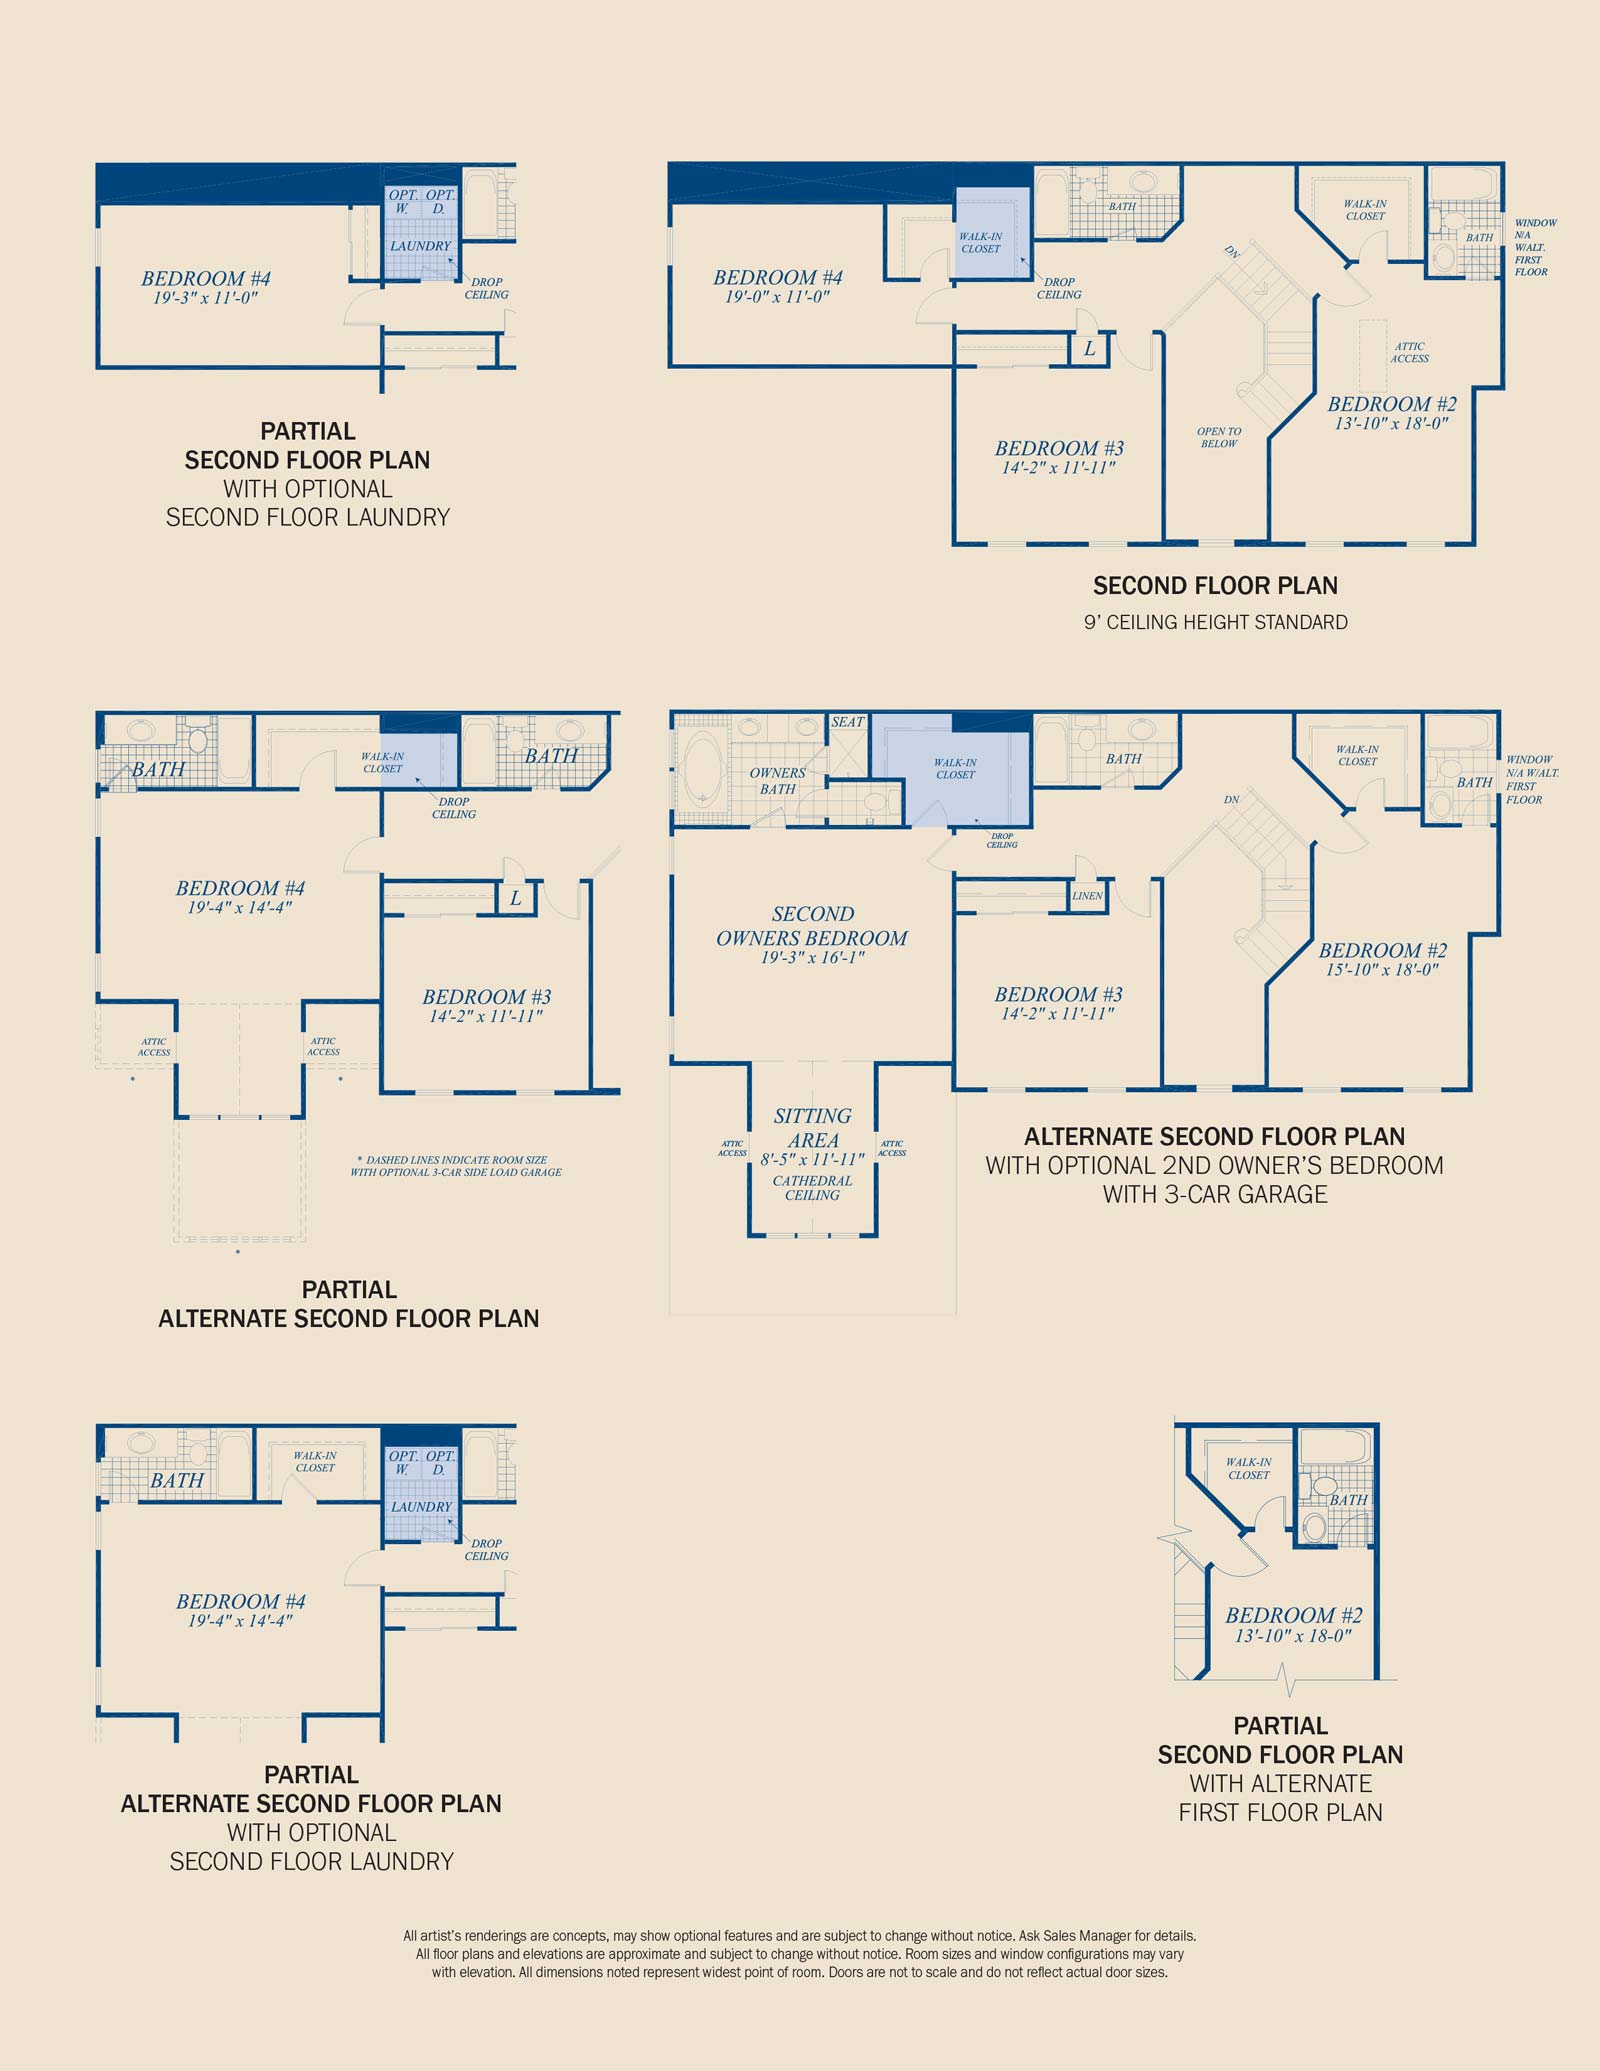 OPT. OPT.
W. D.
LAUNDRY
BEDROOM #4
19'-3" x 11'-0"
DROP
CEILING
PARTIAL
SECOND FLOOR PLAN
WITH OPTIONAL
SECOND FLOOR LAUNDRY
BATH
WALK-IN
CLOSET
WALK-IN
CLOSET
BATH
WINDOW
N/A
W/ALT.
FIRST
FLOOR
DN
BEDROOM #4
19'-0" x 11'-0"
DROP
CEILING
L
ATTIC
ACCESS
BEDROOM #2
13'-10" x 18'-0"
OPEN TO
BELOW
BEDROOM #3
14'-2" x 11'-11"
SECOND FLOOR PLAN
9’ CEILING HEIGHT STANDARD
BATH
WALK-IN
CLOSET
BATH
DROP
CEILING
BEDROOM #4
19'-4" x 14'-4"
L
BEDROOM #3
14'-2" x 11'-11"
ATTIC
ACCESS
ATTIC
ACCESS
*
*
* DASHED LINES INDICATE ROOM SIZE
WITH OPTIONAL 3-CAR SIDE LOAD GARAGE
*
PARTIAL
ALTERNATE SECOND FLOOR PLAN
SEAT
OWNERS
BATH
WALK-IN
CLOSET
BATH
WALK-IN
CLOSET
BATH
WINDOW
N/A W/ALT.
FIRST
FLOOR
DN
DROP
CEILING
LINEN
SECOND
OWNERS BEDROOM
19'-3" x 16'-1"
BEDROOM #3
14'-2" x 11'-11"
BEDROOM #2
15'-10" x 18'-0"
SITTING
AREA
8'-5" x 11'-11"
CATHEDRAL
CEILING
ATTIC
ACCESS
ATTIC
ACCESS
ALTERNATE SECOND FLOOR PLAN
WITH OPTIONAL 2ND OWNER’S BEDROOM
WITH 3-CAR GARAGE
BATH
WALK-IN
CLOSET
OPT. OPT.
W. D.
LAUNDRY
DROP
CEILING
BEDROOM #4
19'-4" x 14'-4"
PARTIAL
ALTERNATE SECOND FLOOR PLAN
WITH OPTIONAL
SECOND FLOOR LAUNDRY
WALK-IN
CLOSET
BATH
BEDROOM #2
13'-10" x 18-0"
PARTIAL
SECOND FLOOR PLAN
WITH ALTERNATE
FIRST FLOOR PLAN
All artist’s renderings are concepts, may show optional features and are subject to change without notice. Ask Sales Manager for details.
All floor plans and elevations are approximate and subject to change without notice. Room sizes and window configurations may vary
with elevation. All dimensions noted represent widest point of room. Doors are not to scale and do not reflect actual door sizes.